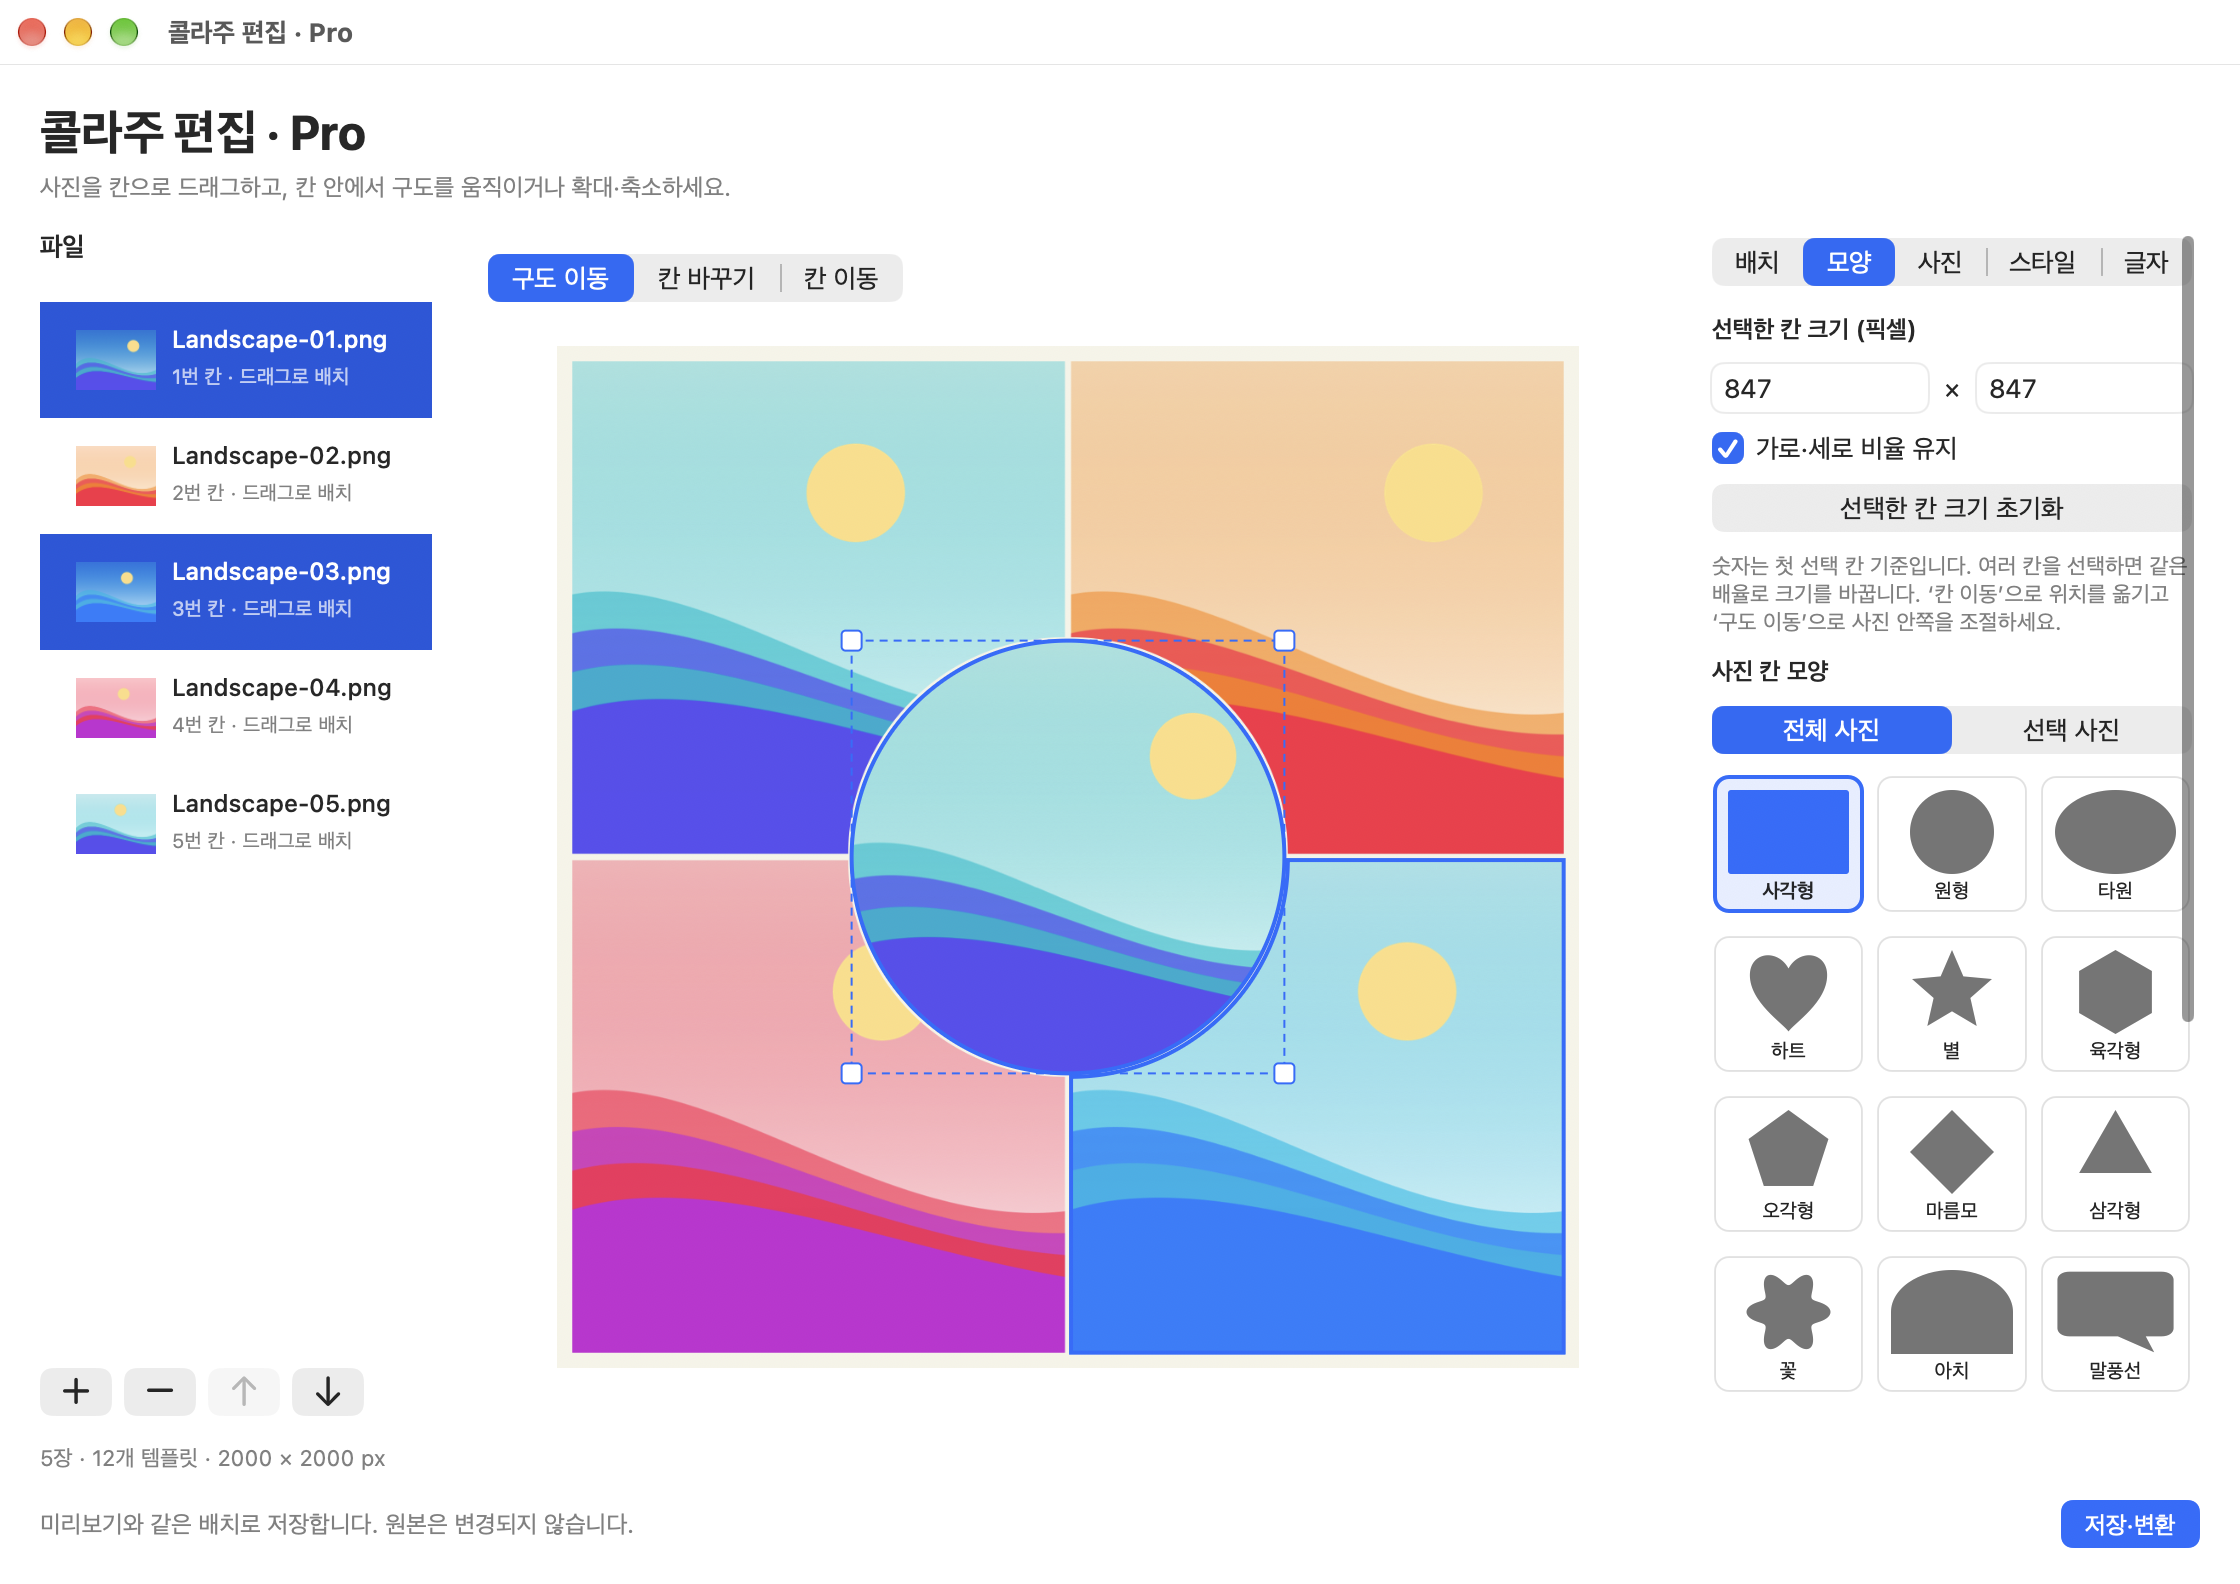 콜라주 편집 · Pro
콜라주 편집 · Pro
사진을 칸으로 드래그하고, 칸 안에서 구도를 움직이거나 확대·축소하세요.
파일
Landscape-01.png
1번 칸 · 드래그로 배치
Landscape-02.png
2번 칸 · 드래그로 배치
Landscape-03.png
3번 칸 · 드래그로 배치
Landscape-04.png
4번 칸 · 드래그로 배치
Landscape-05.png
5번 칸 · 드래그로 배치
5장 · 12개 템플릿 · 2000 × 2000 px
미리보기와 같은 배치로 저장합니다. 원본은 변경되지 않습니다.
구도 이동 칸 바꾸기 칸 이동
배치 모양 사진 스타일 글자
선택한 칸 크기 (픽셀)
847 × 847
가로·세로 비율 유지
선택한 칸 크기 초기화
숫자는 첫 선택 칸 기준입니다. 여러 칸을 선택하면 같은
배율로 크기를 바꿉니다. ‘칸 이동’으로 위치를 옮기고
‘구도 이동’으로 사진 안쪽을 조절하세요.
사진 칸 모양
전체 사진 선택 사진
사각형 원형 타원
하트 별 육각형
오각형 마름모 삼각형
꽃 아치 말풍선
저장·변환